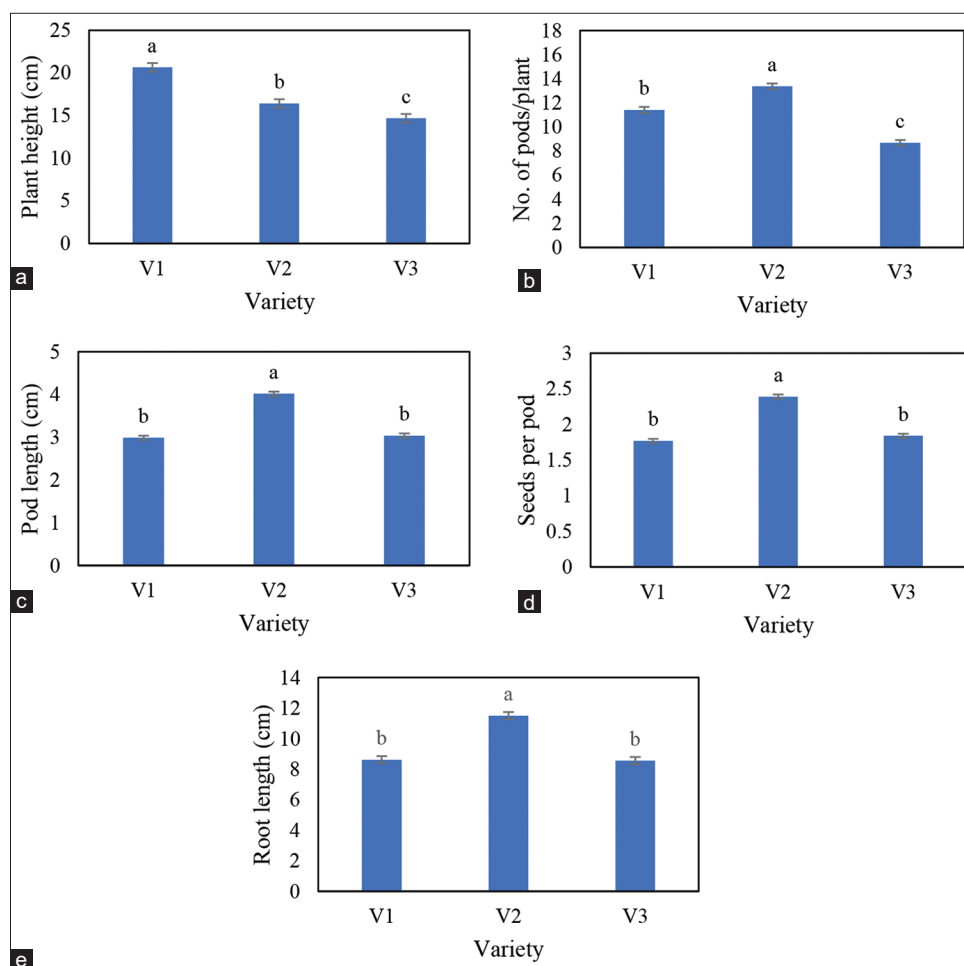 Plant height (cm)
25
20
15
10
5
0
a
b
c
V1 V2 V3
Variety
a
No. of pods/plant
18
16
14
12
10
8
6
4
2
0
b
a
c
V1 V2 V3
Variety
b
Pod length (cm)
5
4
3
2
1
0
b
a
b
V1 V2 V3
Variety
c
Seeds per pod
3
2.5
2
1.5
1
0.5
0
b
a
b
V1 V2 V3
Variety
d
Root length (cm)
14
12
10
8
6
4
2
0
b
a
b
V1 V2 V3
Variety
e